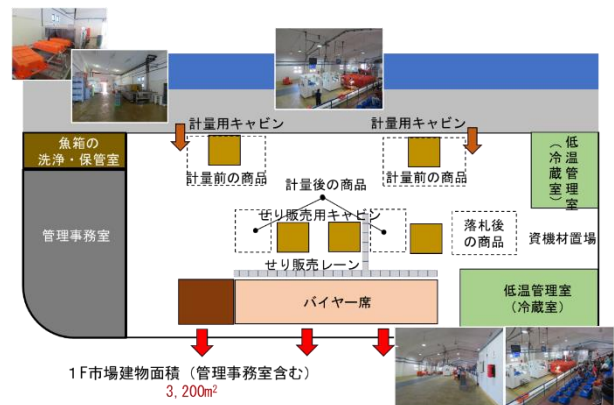 計量用キャビン
計量用キャビン
魚箱の
洗浄・保管室
計量前の商品
計量前の商品
低温管理室
（冷蔵室）
計量後の商品
せり販売用キャビン
管理事務室
落札後
の商品
資機材置場
せり販売レーン
バイヤー席
低温管理室
（冷蔵室）
1F市場建物面積（管理事務室含む）
3,200m²